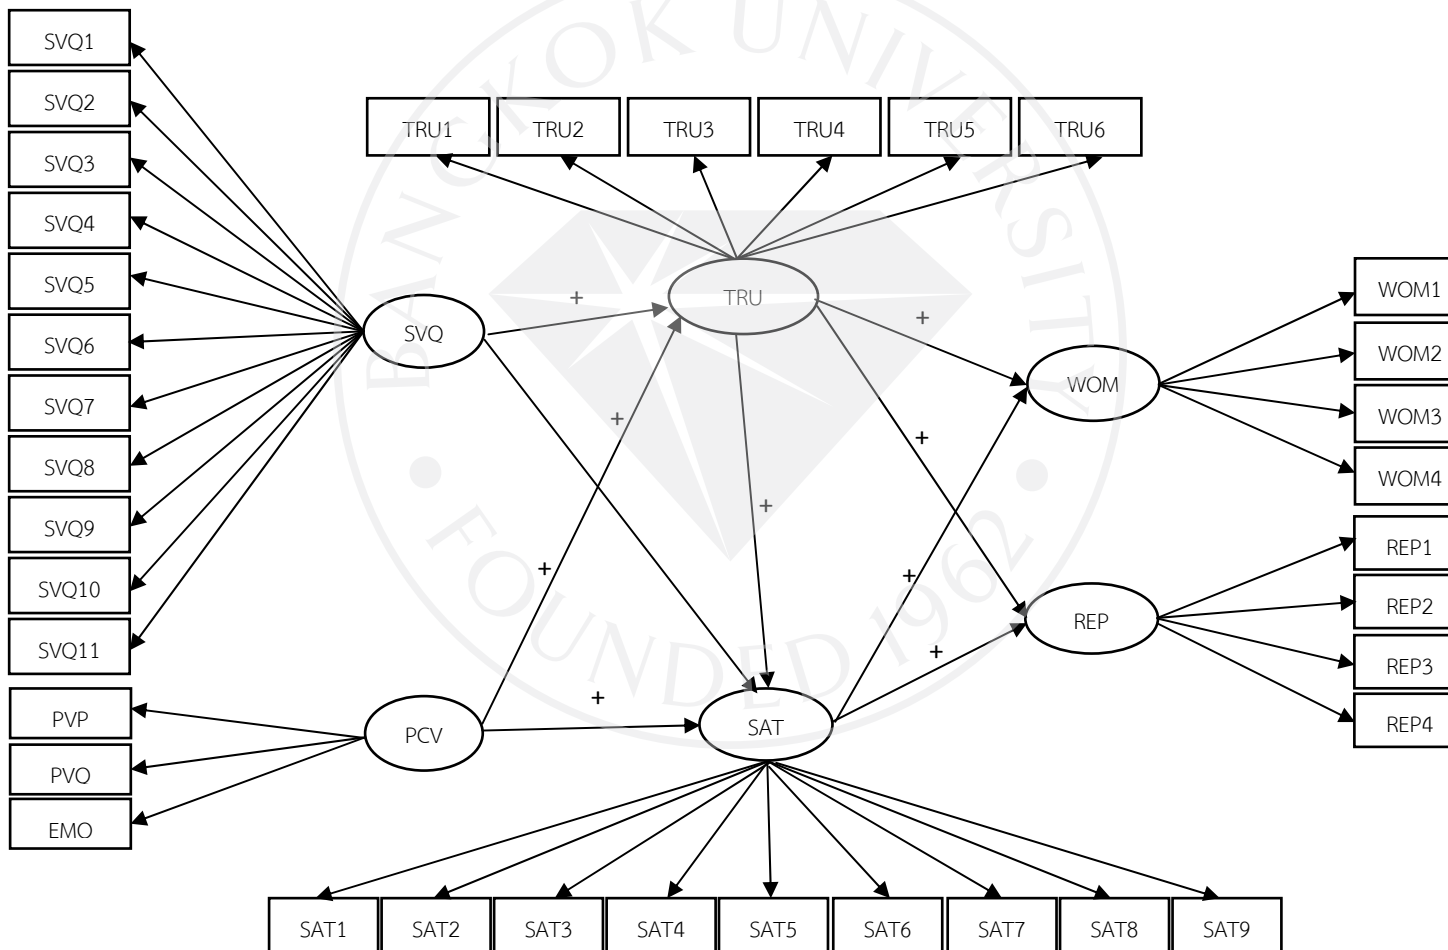 BANGKOK UNIVERSITY
FOUNDED 1962
SVQ1
SVQ2
SVQ3
SVQ4
SVQ5
SVQ6
SVQ7
SVQ8
SVQ9
SVQ10
SVQ11
PVP
PVQ
EMO
TRU1 TRU2 TRU3 TRU4 TRU5 TRU6
SVQ
TRU
PCV
SAT
WOM
REP
+
+
+
+
+
+
+
+
+
WOM1
WOM2
WOM3
WOM4
REP1
REP2
REP3
REP4
SAT1 SAT2 SAT3 SAT4 SAT5 SAT6 SAT7 SAT8 SAT9